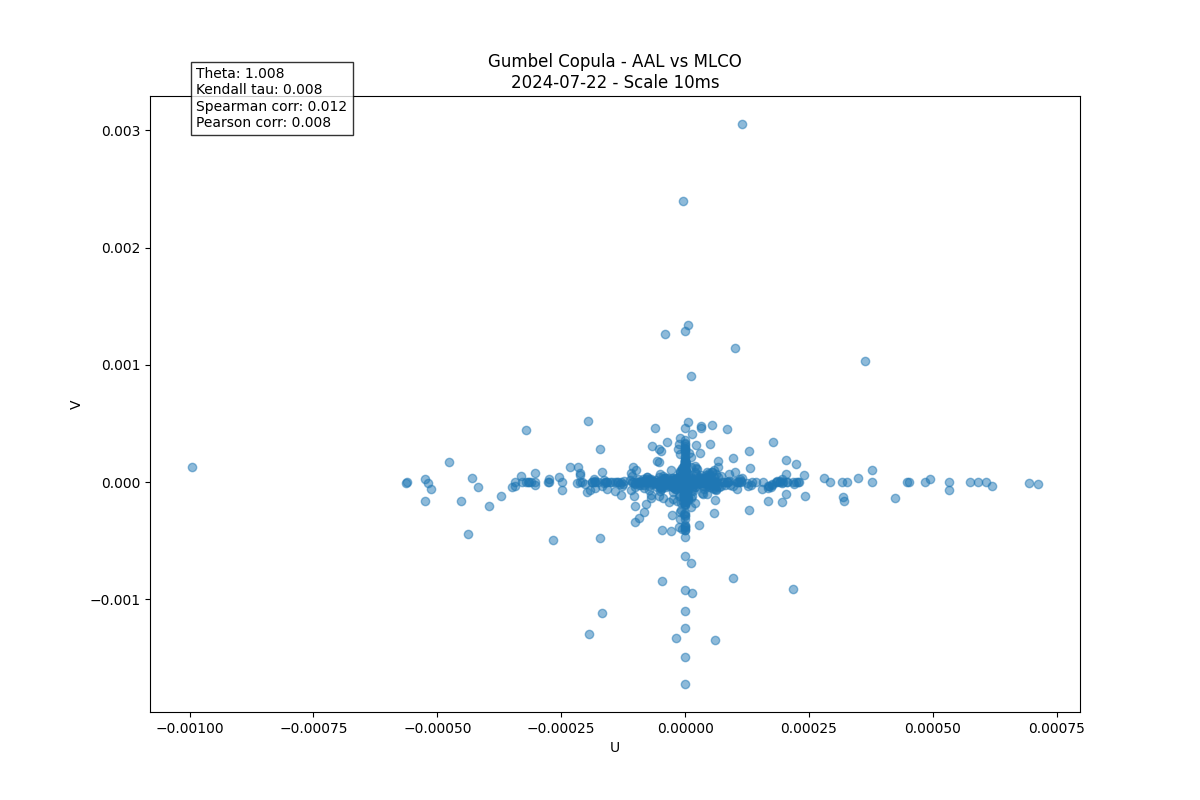 Gumbel Copula - AAL vs MLCO
2024-07-22 - Scale 10ms
Theta: 1.008
Kendall tau: 0.008
Spearman corr: 0.012
Pearson corr: 0.008
0.003
0.002
0.001
0.000
−0.001
V
−0.00100
−0.00075
−0.00050
−0.00025
0.00000
0.00025
0.00050
0.00075
U